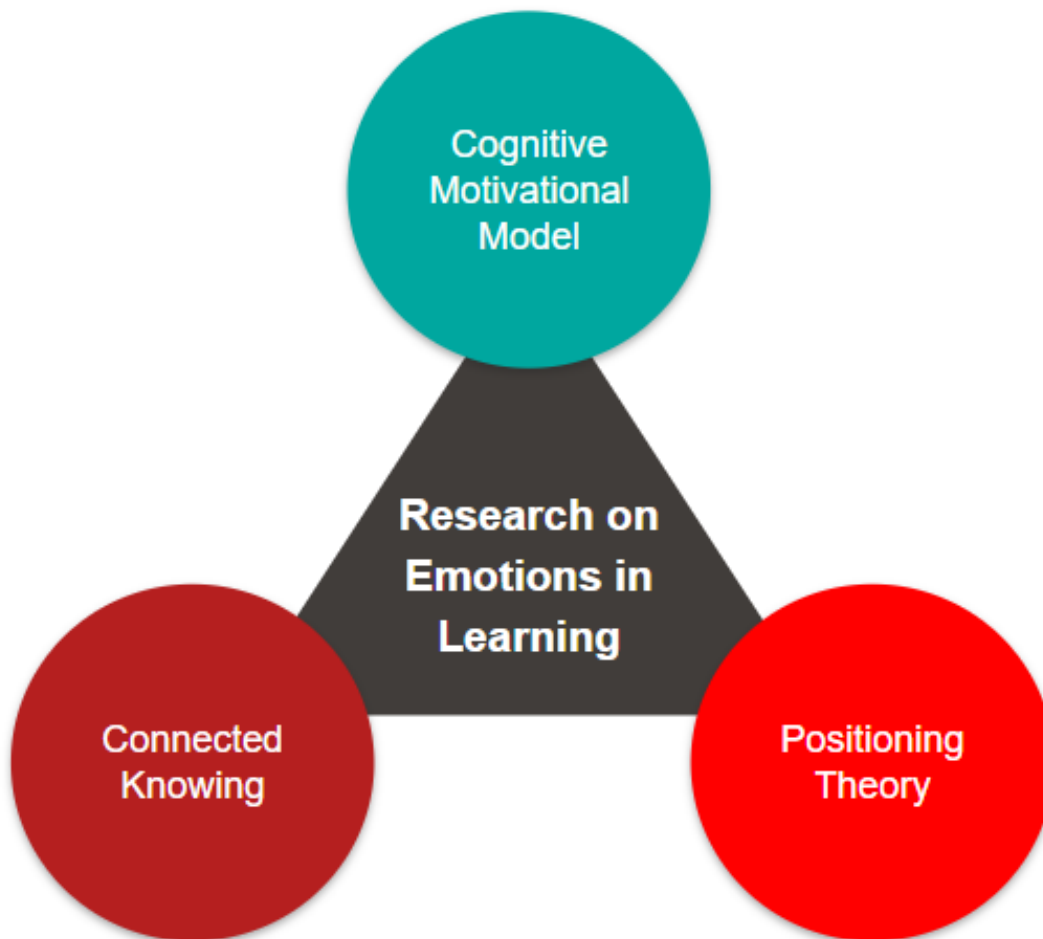 Cognitive
Motivational
Model
Research on
Emotions in
Learning
Connected
Knowing
Positioning
Theory